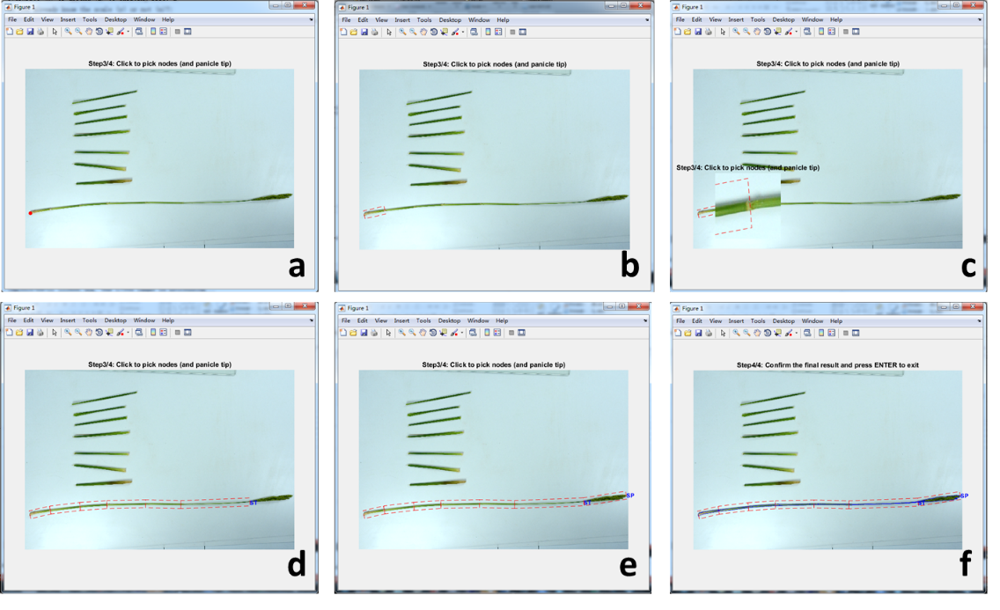 Figure 1
File Edit View Insert Tools Desktop Window Help
Step3/4: Click to pick nodes (and panicle tip)
a
Figure 1
File Edit View Insert Tools Desktop Window Help
Step3/4: Click to pick nodes (and panicle tip)
b
Figure 1
File Edit View Insert Tools Desktop Window Help
Step3/4: Click to pick nodes (and panicle tip)
Step3/4: Click to pick nodes (and panicle tip)
c
Figure 1
File Edit View Insert Tools Desktop Window Help
Step3/4: Click to pick nodes (and panicle tip)
ST
d
Figure 1
File Edit View Insert Tools Desktop Window Help
Step3/4: Click to pick nodes (and panicle tip)
ST
SP
e
Figure 1
File Edit View Insert Tools Desktop Window Help
Step4/4: Confirm the final result and press ENTER to exit
ST
SP
f